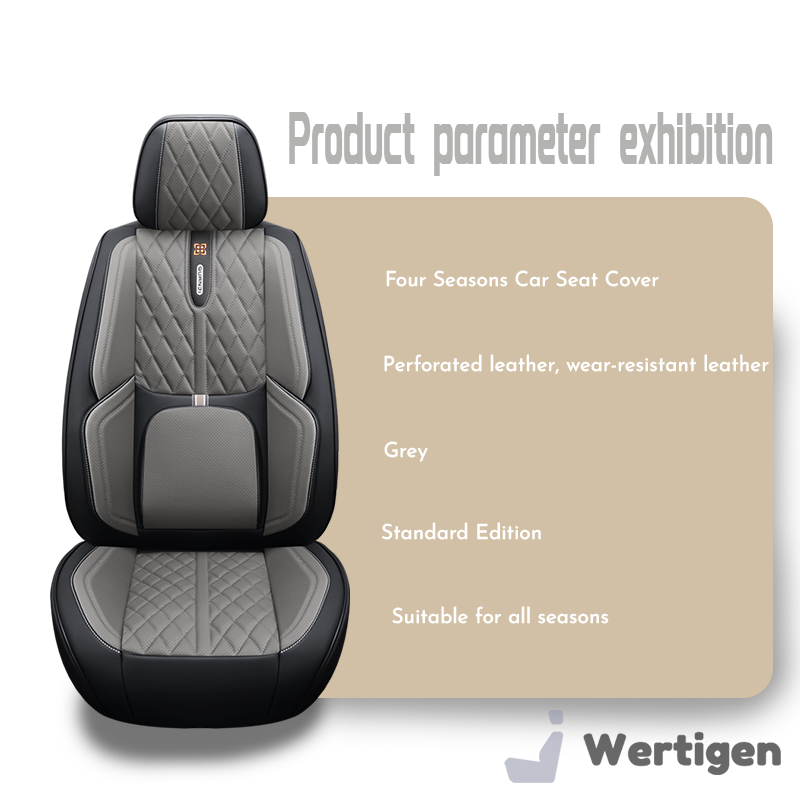 Product parameter exhibition
Four Seasons Car Seat Cover
Perforated leather, wear-resistant leather
Grey
Standard Edition
Suitable for all seasons
Wertigen